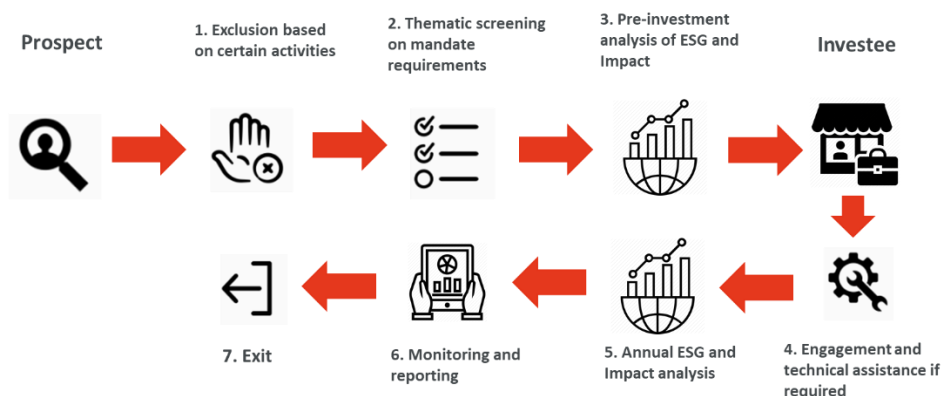 Prospect
1. Exclusion based
on certain activities
2. Thematic screening
on mandate
requirements
3. Pre-investment
analysis of ESG and
Impact
Investee
7. Exit
6. Monitoring and
reporting
5. Annual ESG and
Impact analysis
4. Engagement and
technical assistance if
required